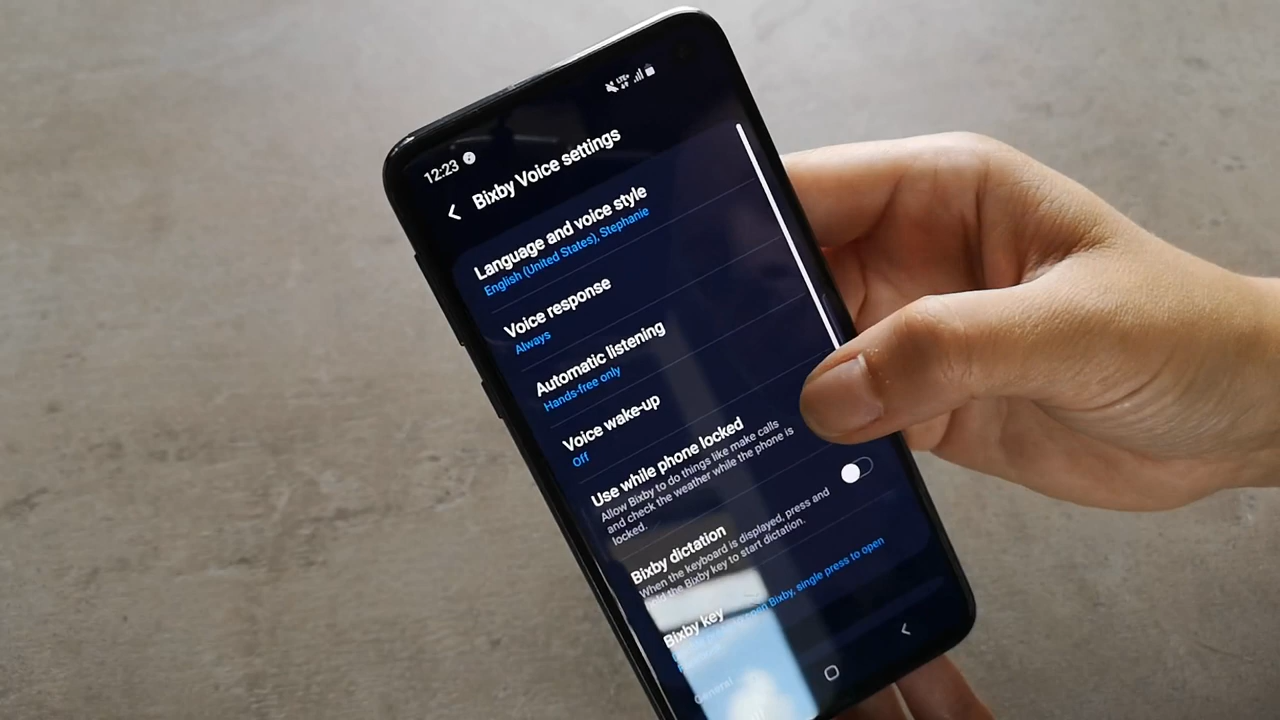 12:23
LTE+
Bixby Voice settings
Language and voice style
English (United States), Stephanie
Voice response
Always
Automatic listening
Hands-free only
Voice wake-up
Off
Use while phone locked
Allow Bixby to do things like make calls
and check the weather while the phone is
locked.
Bixby dictation
When the keyboard is displayed, press and
hold the Bixby key to start dictation.
Bixby key
open Bixby, single press to open
General